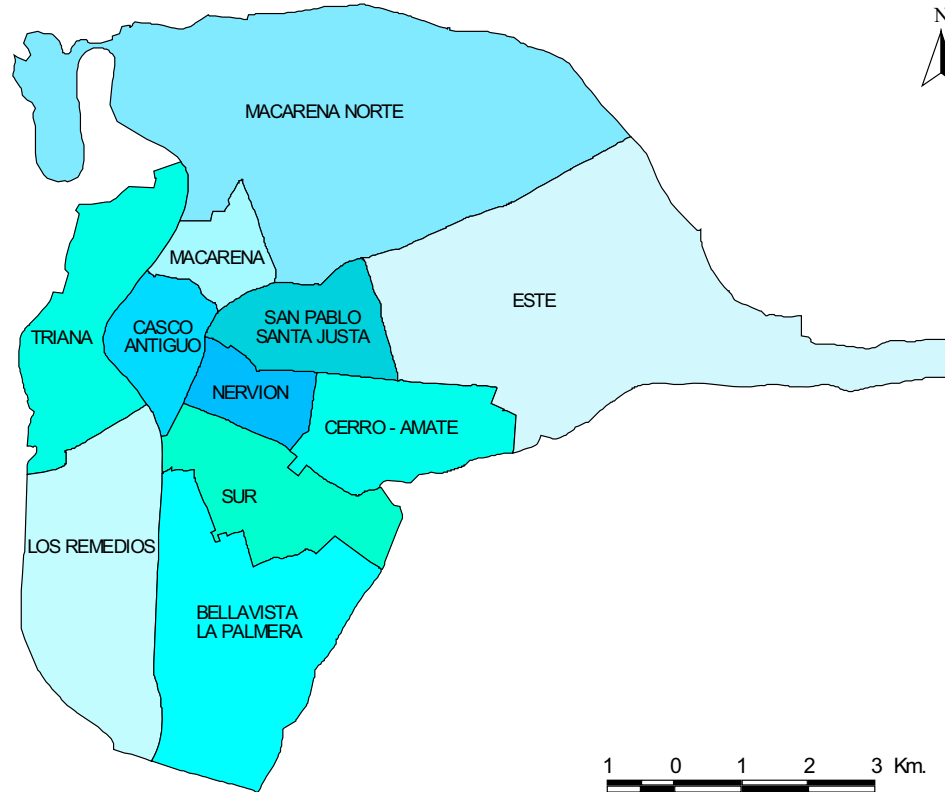 N
MACARENA NORTE
MACARENA
ESTE
SAN PABLO
SANTA JUSTA
CASCO
ANTIGUO
TRIANA
NERVION
CERRO - AMATE
SUR
LOS REMEDIOS
BELLAVISTA
LA PALMERA
1 0 1 2 3 Km.